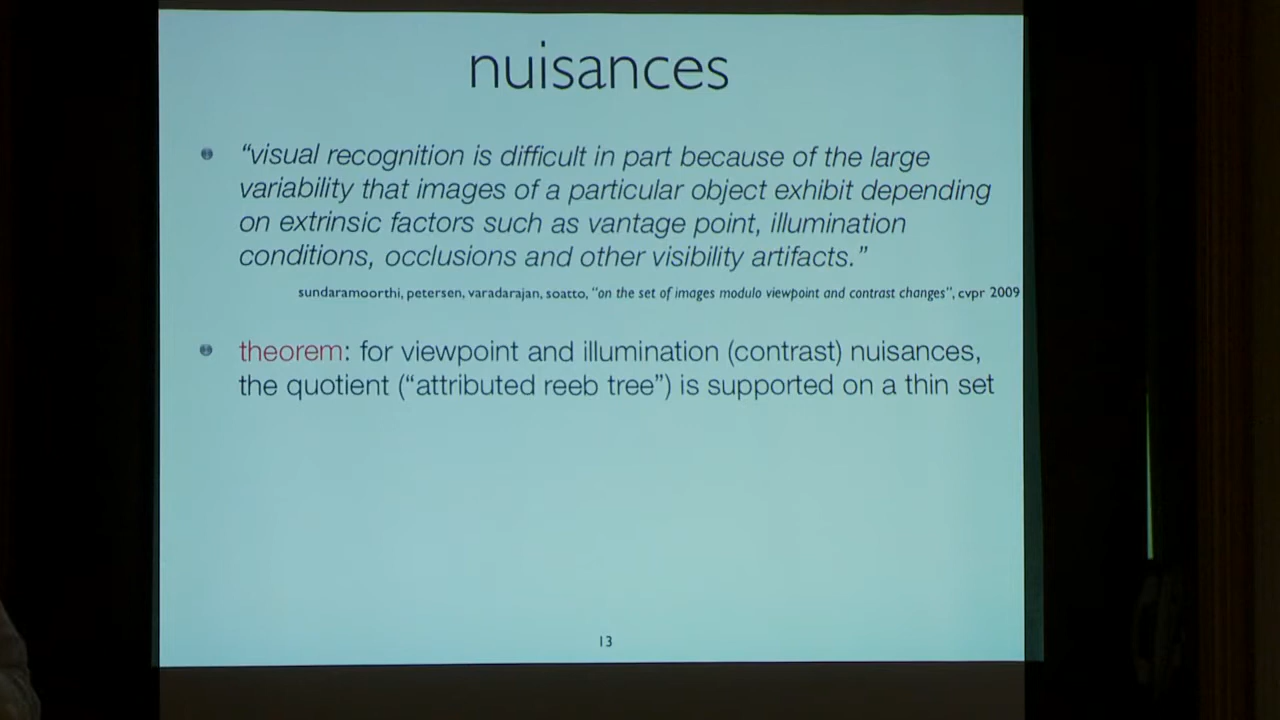 nuisances
“visual recognition is difficult in part because of the large
variability that images of a particular object exhibit depending
on extrinsic factors such as vantage point, illumination
conditions, occlusions and other visibility artifacts.”
sundaramoorthi, petersen, varadarajan, soatto, “on the set of images modulo viewpoint and contrast changes”, cvpr 2009
theorem: for viewpoint and illumination (contrast) nuisances,
the quotient (“attributed reeb tree”) is supported on a thin set
13